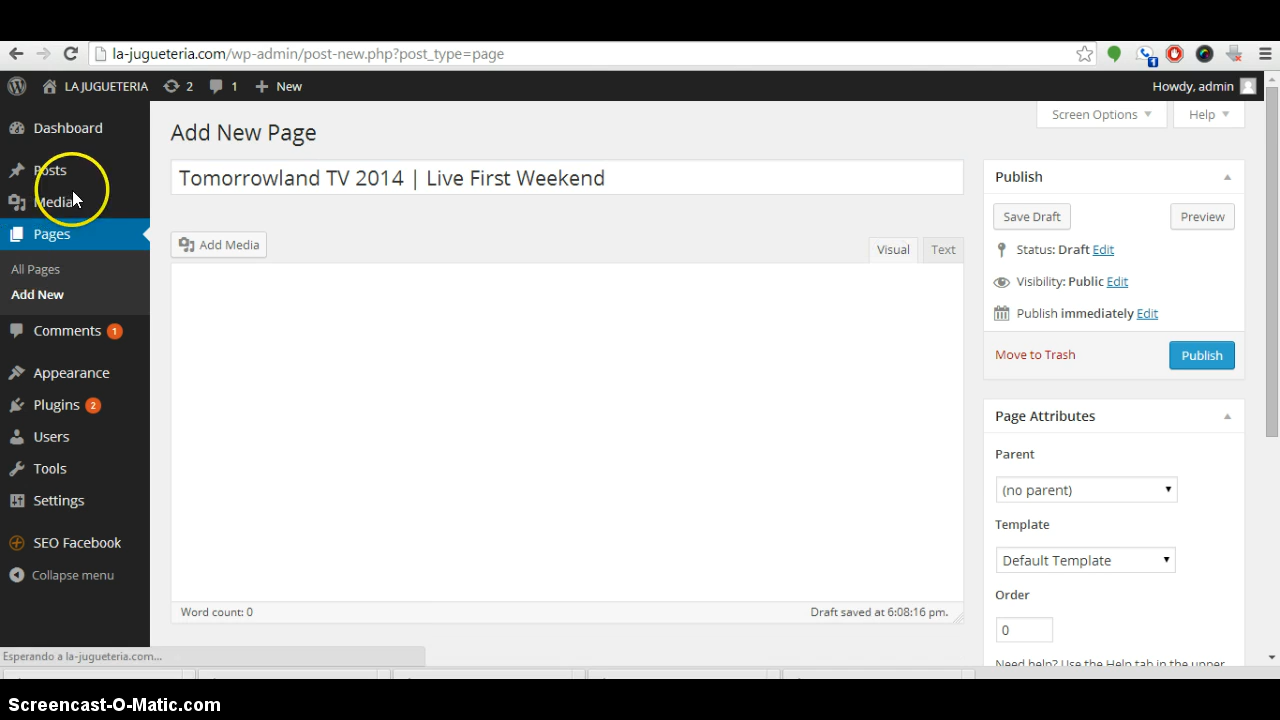 la-jugueteria.com/wp-admin/post-new.php?post_type=page
1
LA JUGUETERIA 2 1 New Howdy, admin
Screen Options Help
Dashboard
Posts
Media
Pages
All Pages
Add New
Comments 1
Appearance
Plugins 2
Users
Tools
Settings
SEO Facebook
Collapse menu
Add New Page
Tomorrowland TV 2014 | Live First Weekend
Add Media Visual Text
Word count: 0 Draft saved at 6:08:16 pm.
Publish
Save Draft Preview
Status: Draft Edit
Visibility: Public Edit
Publish immediately Edit
Move to Trash Publish
Page Attributes
Parent
(no parent)
Template
Default Template
Order
0
Need help? Use the Help tab in the upper
Esperando a la-jugueteria.com...
Screencast-O-Matic.com